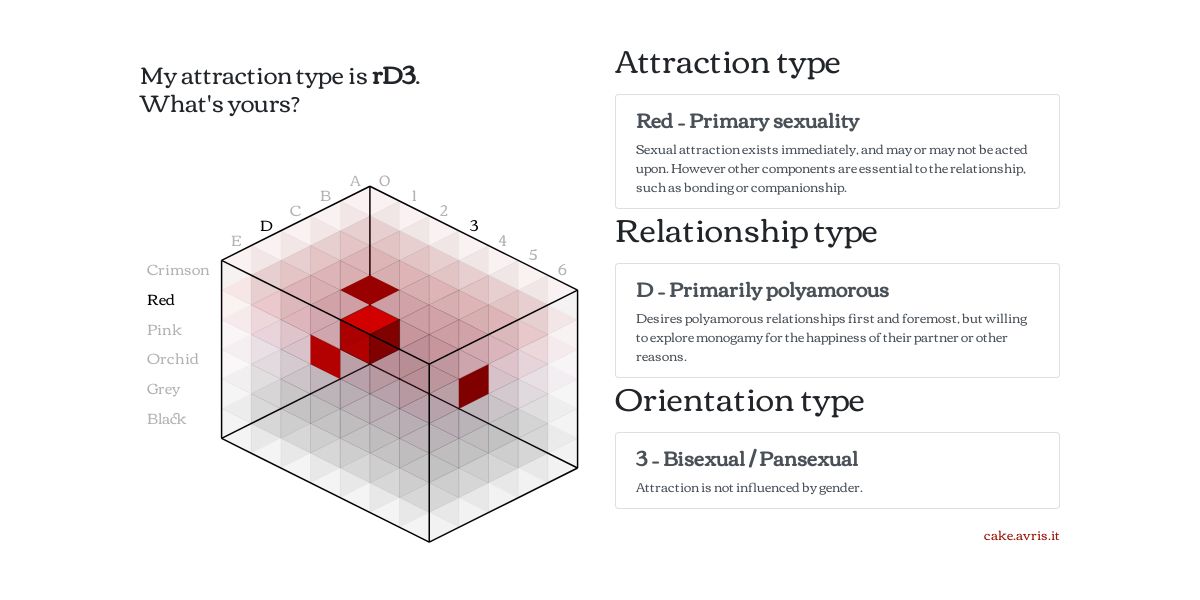 My attraction type is rD3.
What's yours?
A O
B 1
C 2
D 3
E 4
5
6
Crimson
Red
Pink
Orchid
Grey
Black
Attraction type
Red - Primary sexuality
Sexual attraction exists immediately, and may or may not be acted
upon. However other components are essential to the relationship,
such as bonding or companionship.
Relationship type
D - Primarily polyamorous
Desires polyamorous relationships first and foremost, but willing
to explore monogamy for the happiness of their partner or other
reasons.
Orientation type
3 - Bisexual / Pansexual
Attraction is not influenced by gender.
cake.avris.it